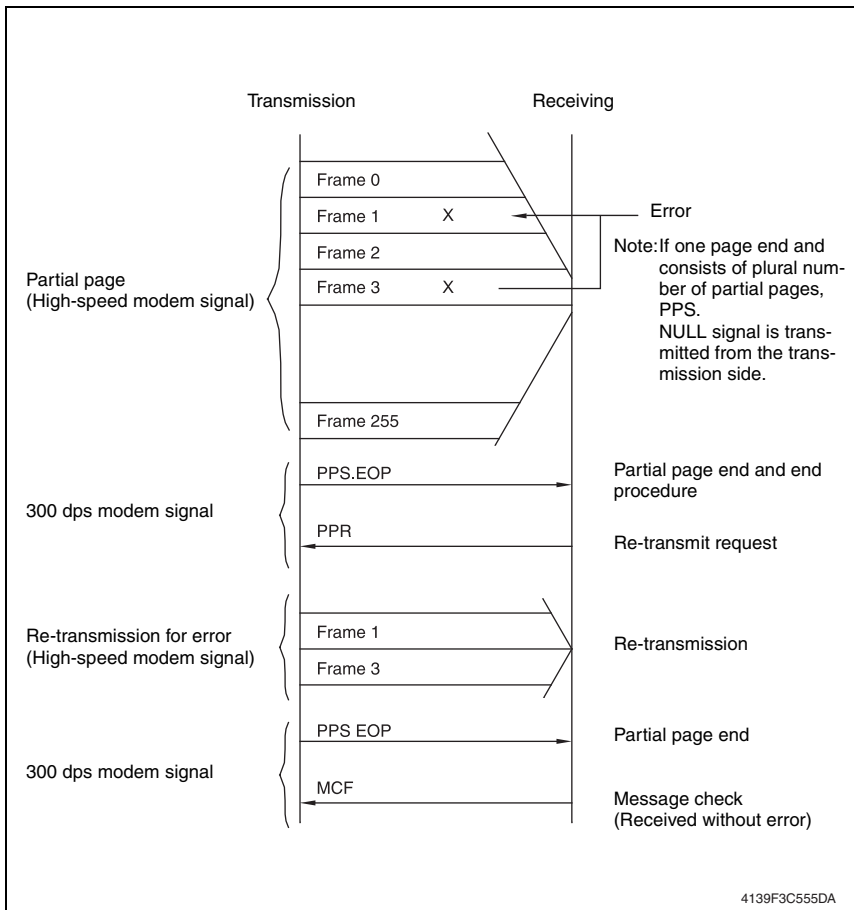 Transmission
Receiving
Frame 0
Frame 1 X
Error
Frame 2
Frame 3 X
Note:If one page end and
consists of plural num-
ber of partial pages,
PPS.
NULL signal is trans-
mitted from the trans-
mission side.
Partial page
(High-speed modem signal)
Frame 255
PPS.EOP
Partial page end and end
procedure
300 dps modem signal
PPR
Re-transmit request
Re-transmission for error
(High-speed modem signal)
Frame 1
Frame 3
Re-transmission
PPS EOP
Partial page end
300 dps modem signal
MCF
Message check
(Received without error)
4139F3C555DA